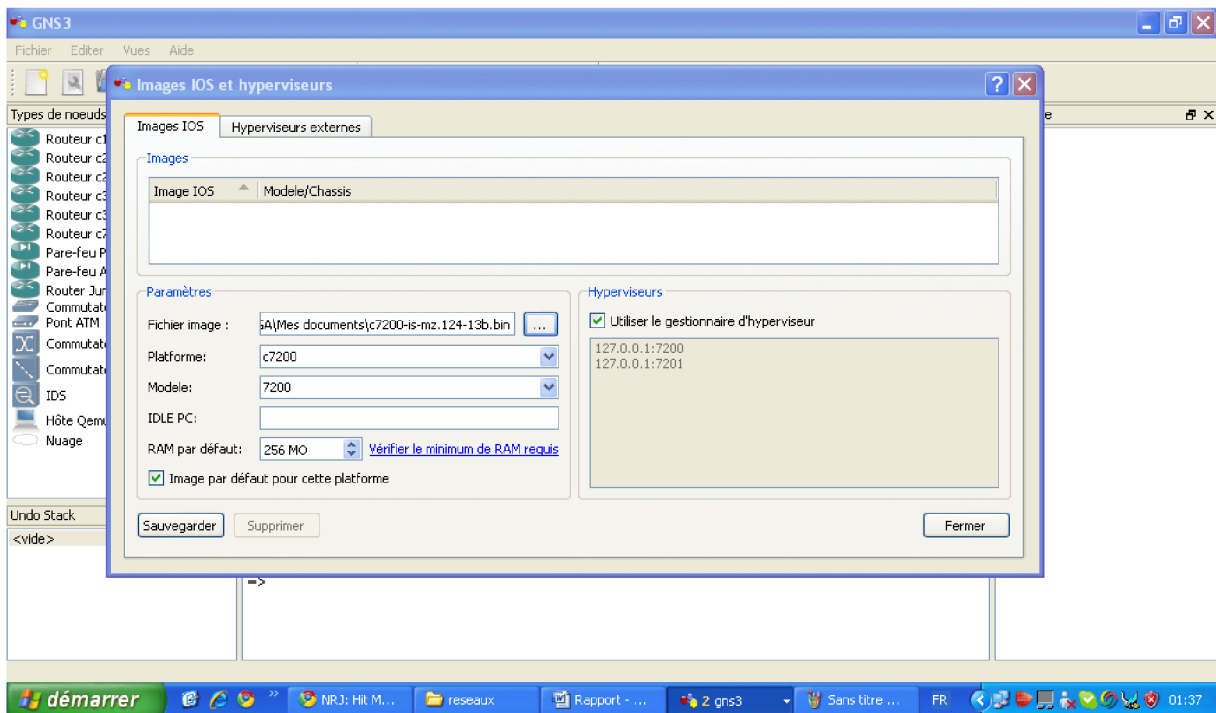 GNS3
Fichier Editer Vues Aide
Images IOS et hyperviseurs
Types de noeuds
Routeur c1
Routeur c2
Routeur c2
Routeur c3
Routeur c3
Routeur c7
Pare-feu P
Pare-feu A
Router Jun
Commutate
Pont ATM
Commutate
Commutate
IDS
Hôte Qemu
Nuage
Images IOS Hyperviseurs externes
Images
Image IOS Modele/Chassis
Paramètres
Fichier image : GA\Mes documents\c7200-is-mz.124-13b.bin ...
Platforme: c7200
Modele: 7200
IDLE PC:
RAM par défaut: 256 MO Vérifier le minimum de RAM requis
Image par défaut pour cette platforme
Hyperviseurs
Utiliser le gestionnaire d'hyperviseur
127.0.0.1:7200
127.0.0.1:7201
Sauvegarder Supprimer Fermer
e
Undo Stack
<vide>
=>
démarrer » NRJ: Hit M... reseaux Rapport - ... 2 gns3 Sans titre ... FR 01:37